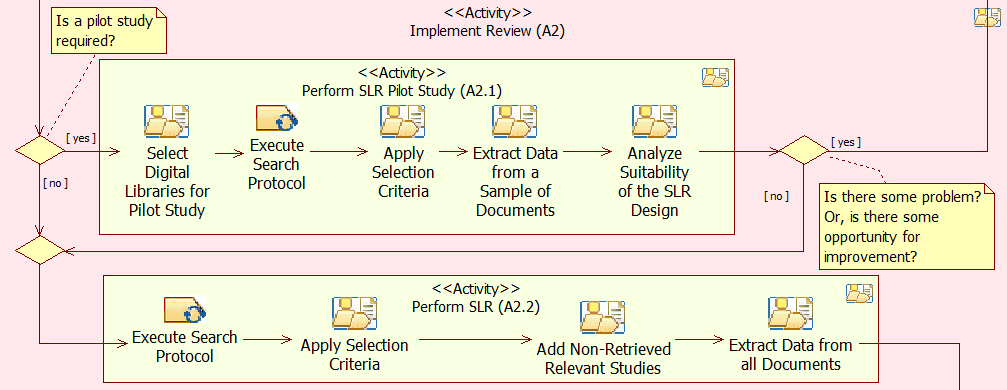 <<Activity>>
Implement Review (A2)
Is a pilot study
required?
<<Activity>>
Perform SLR Pilot Study (A2.1)
[ yes ]
[ no ]
Select
Digital
Libraries for
Pilot Study
Execute
Search
Protocol
Apply
Selection
Criteria
Extract Data
from a
Sample of
Documents
Analyze
Suitability
of the SLR
Design
[ yes ]
[ no ]
Is there some problem?
Or, is there some
opportunity for
improvement?
<<Activity>>
Perform SLR (A2.2)
Execute Search
Protocol
Apply Selection
Criteria
Add Non-Retrieved
Relevant Studies
Extract Data from
all Documents